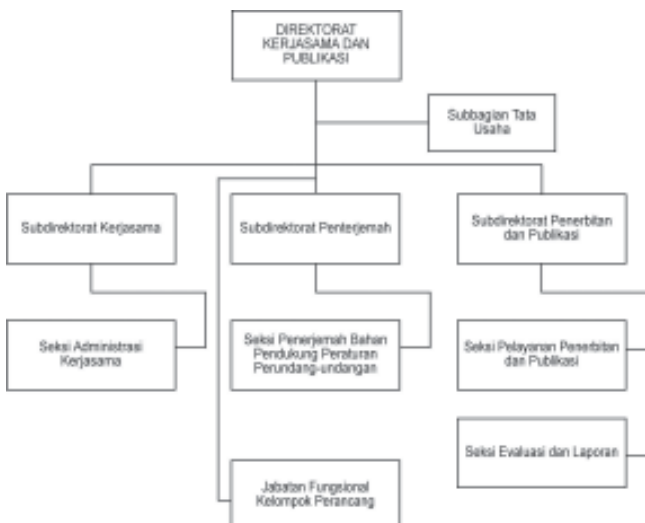 DIREKTORAT
KERJASAMA DAN
PUBLIKASI
Subbagian Tata
Usaha
Subdirektorat Kerjasama
Subdirektorat Penterjemah
Subdirektorat Penerbitan
dan Publikasi
Seksi Administrasi
Kerjasama
Seksi Penerjemah Bahan
Pendukung Peraturan
Perundang-undangan
Seksi Pelayanan Penerbitan
dan Publikasi
Seksi Evaluasi dan Laporan
Jabatan Fungsional
Kelompok Perancang